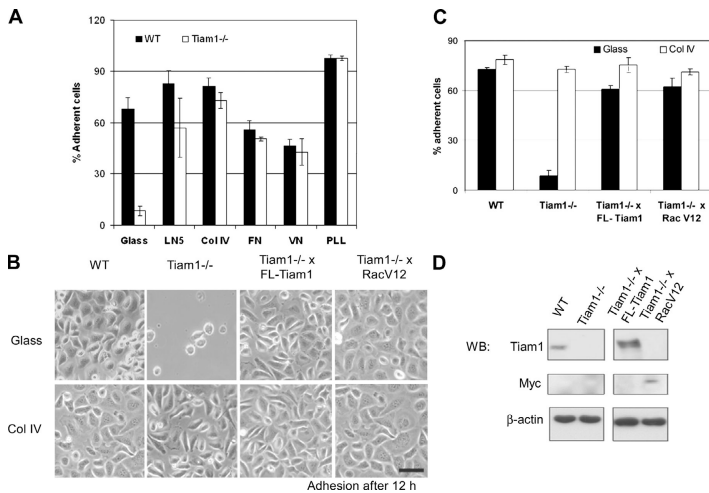 A
120
90
60
30
0
% Adherent cells
WT
Tiam1-/-
Glass LN5 Col IV FN VN PLL
C
90
60
30
0
% adherent cells
Glass
Col IV
WT
Tiam1-/-
Tiam1-/- x
FL- Tiam1
Tiam1-/- x
Rac V12
B
WT
Tiam1-/-
Tiam1-/- x
FL-Tiam1
Tiam1-/- x
RacV12
Glass
Col IV
Adhesion after 12 h
D
WT
Tiam1-/-
Tiam1-/- x
FL-Tiam1
Tiam1-/- x
RacV12
WB:
Tiam1
Myc
β-actin